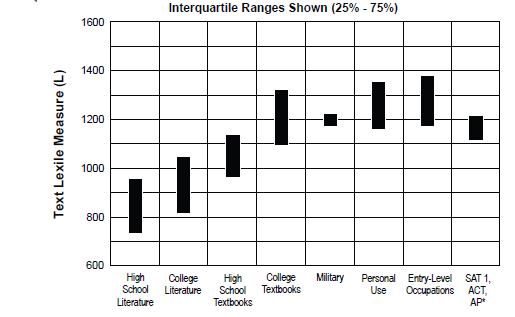 Interquartile Ranges Shown (25% - 75%)
Text Lexile Measure (L)
1600
1400
1200
1000
800
600
High School Literature
College Literature
High School Textbooks
College Textbooks
Military
Personal Use
Entry-Level Occupations
SAT 1, ACT, AP*